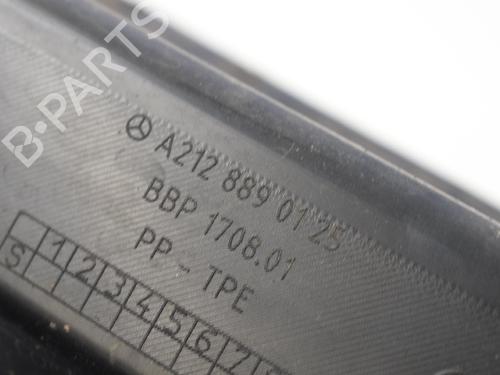 B-PARTS
A212 889 01 25
BBP 1708.01
PP - TPE
1 2 3 4 5 6 7
S